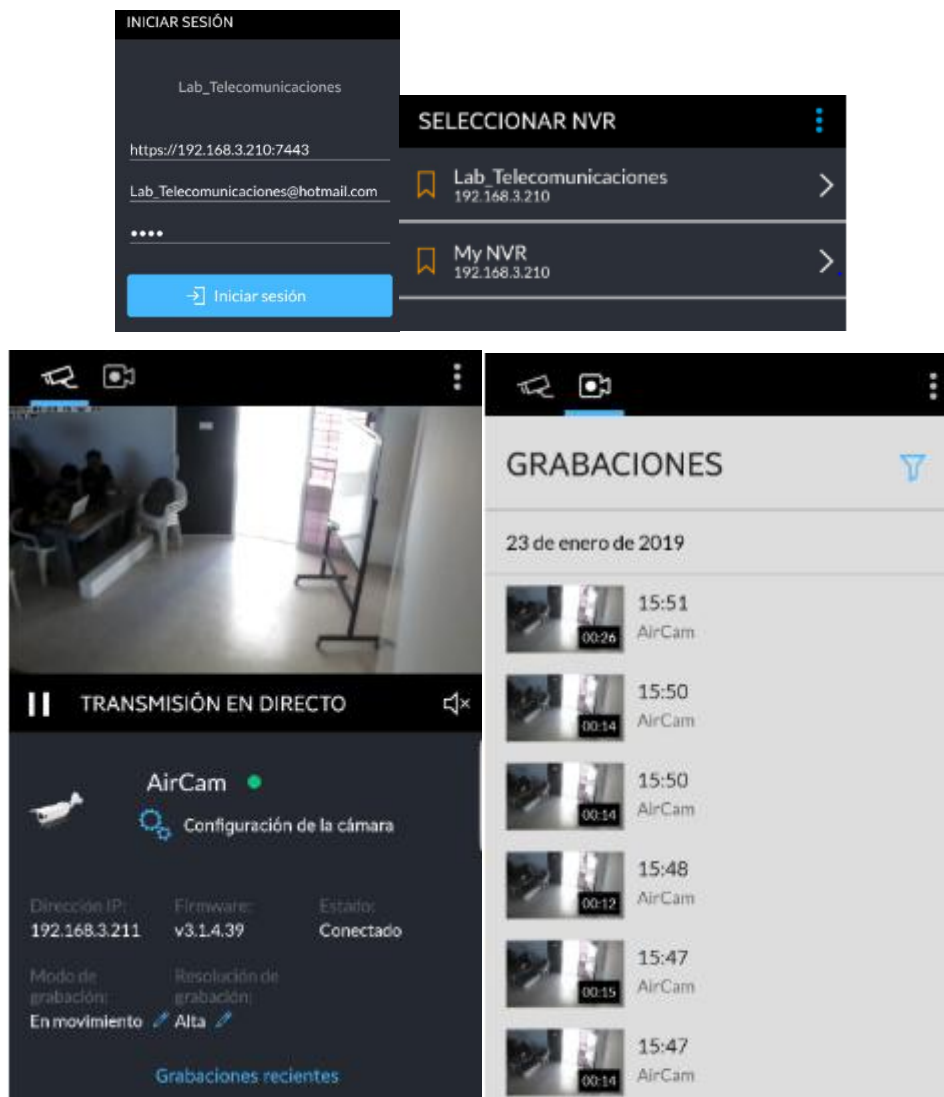 INICIAR SESIÓN
Lab_Telecomunicaciones
https://192.168.3.210:7443
Lab_Telecomunicaciones@hotmail.com
••••
Iniciar sesión
SELECCIONAR NVR
Lab_Telecomunicaciones
192.168.3.210
My NVR
192.168.3.210
TRANSMISIÓN EN DIRECTO
AirCam
Configuración de la cámara
Dirección IP: Firmware: Estado:
192.168.3.211 v3.1.4.39 Conectado
Modo de Resolución de
grabación: grabación:
En movimiento Alta
Grabaciones recientes
GRABACIONES
23 de enero de 2019
15:51
00:26 AirCam
15:50
00:14 AirCam
15:50
00:14 AirCam
15:48
00:12 AirCam
15:47
00:15 AirCam
15:47
00:14 AirCam